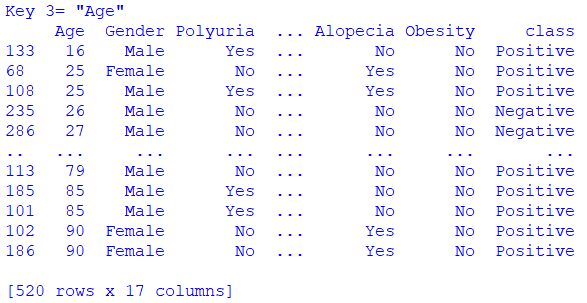 Key 3= "Age"
     Age  Gender Polyuria  ... Alopecia Obesity     class
133   16    Male      Yes  ...       No      No  Positive
68    25  Female       No  ...      Yes      No  Positive
108   25    Male      Yes  ...      Yes      No  Positive
235   26    Male       No  ...       No      No  Negative
286   27    Male       No  ...       No      No  Negative
..   ...     ...      ...  ...      ...     ...       ...
113   79    Male       No  ...       No      No  Positive
185   85    Male      Yes  ...       No      No  Positive
101   85    Male      Yes  ...       No      No  Positive
102   90  Female       No  ...      Yes      No  Positive
186   90  Female       No  ...      Yes      No  Positive
[520 rows x 17 columns]